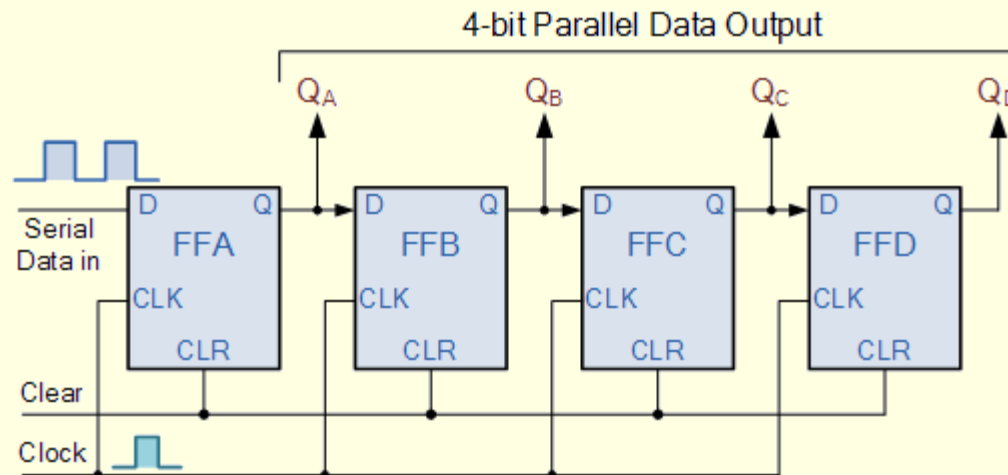 4-bit Parallel Data Output
QA QB QC QD
D Q D Q D Q D Q
Serial
Data in
FFA FFB FFC FFD
CLK CLK CLK CLK
CLR CLR CLR CLR
Clear
Clock